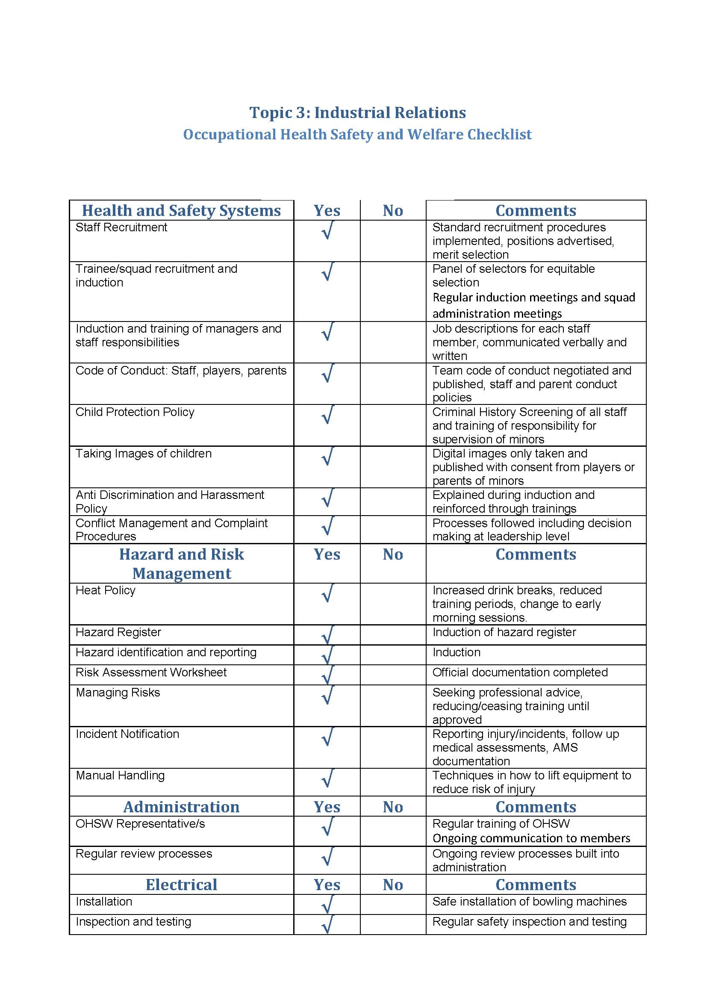 Topic 3: Industrial Relations
Occupational Health Safety and Welfare Checklist
Health and Safety Systems Yes No Comments
Staff Recruitment √ Standard recruitment procedures
implemented, positions advertised,
merit selection
Trainee/squad recruitment and √ Panel of selectors for equitable
induction selection
Regular induction meetings and squad
administration meetings
Induction and training of managers and √ Job descriptions for each staff
staff responsibilities member, communicated verbally and
written
Code of Conduct: Staff, players, parents √ Team code of conduct negotiated and
published, staff and parent conduct
policies
Child Protection Policy √ Criminal History Screening of all staff
and training of responsibility for
supervision of minors
Taking Images of children √ Digital images only taken and
published with consent from players or
parents of minors
Anti Discrimination and Harassment √ Explained during induction and
Policy reinforced through trainings
Conflict Management and Complaint √ Processes followed including decision
Procedures making at leadership level
Hazard and Risk Yes No Comments
Management
Heat Policy √ Increased drink breaks, reduced
training periods, change to early
morning sessions.
Hazard Register √ Induction of hazard register
Hazard identification and reporting √ Induction
Risk Assessment Worksheet √ Official documentation completed
Managing Risks √ Seeking professional advice,
reducing/ceasing training until
approved
Incident Notification √ Reporting injury/incidents, follow up
medical assessments, AMS
documentation
Manual Handling √ Techniques in how to lift equipment to
reduce risk of injury
Administration Yes No Comments
OHSW Representative/s √ Regular training of OHSW
Ongoing communication to members
Regular review processes √ Ongoing review processes built into
administration
Electrical Yes No Comments
Installation √ Safe installation of bowling machines
Inspection and testing √ Regular safety inspection and testing